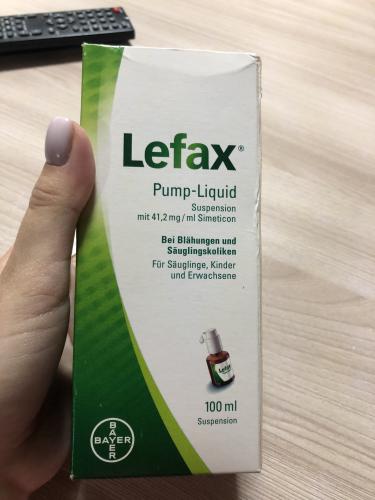 Lefax®
Pump-Liquid
Suspension
mit 41,2 mg/ml Simeticon
Bei Blähungen und
Säuglingskoliken
Für Säuglinge, Kinder
und Erwachsene
Lefax
100 ml
Suspension
BAYER
BAYER